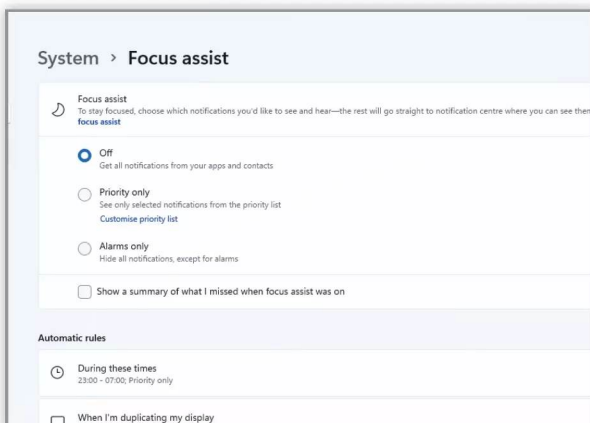 System > Focus assist
Focus assist
To stay focused, choose which notifications you'd like to see and hear—the rest will go straight to notification centre where you can see them
focus assist
Off
Get all notifications from your apps and contacts
Priority only
See only selected notifications from the priority list
Customise priority list
Alarms only
Hide all notifications, except for alarms
Show a summary of what I missed when focus assist was on
Automatic rules
During these times
23:00 - 07:00; Priority only
When I'm duplicating my display